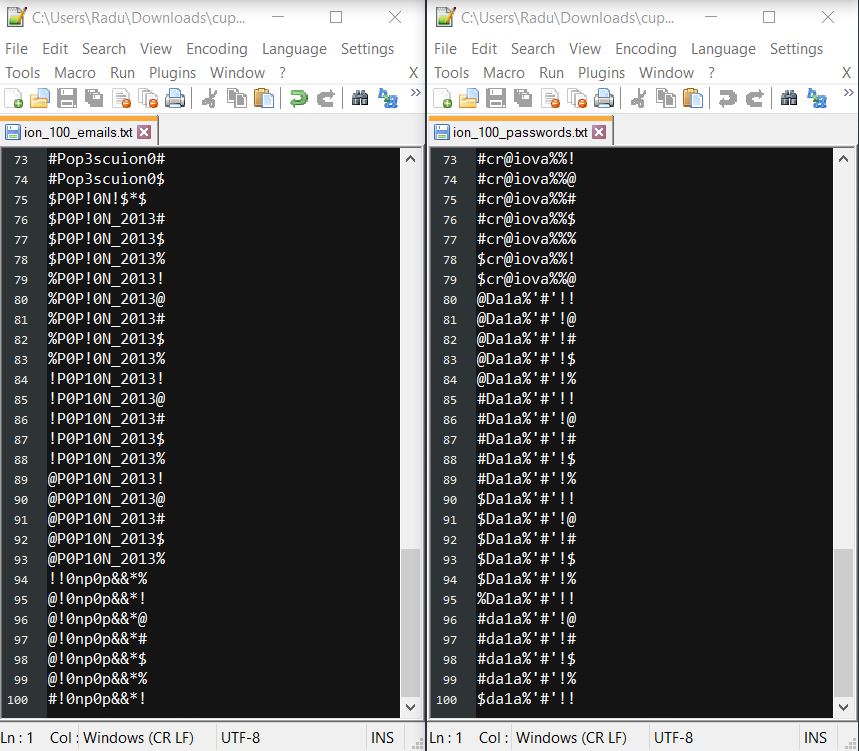 C:\Users\Radu\Downloads\cup...
File Edit Search View Encoding Language Settings
Tools Macro Run Plugins Window ? X
ion_100_emails.txt
73 #Pop3scuion0#
74 #Pop3scuion0$
75 $P0P!0N!$*$
76 $P0P!0N_2013#
77 $P0P!0N_2013$
78 $P0P!0N_2013%
79 %P0P!0N_2013!
80 %P0P!0N_2013@
81 %P0P!0N_2013#
82 %P0P!0N_2013$
83 %P0P!0N_2013%
84 !P0P10N_2013!
85 !P0P10N_2013@
86 !P0P10N_2013#
87 !P0P10N_2013$
88 !P0P10N_2013%
89 @P0P10N_2013!
90 @P0P10N_2013@
91 @P0P10N_2013#
92 @P0P10N_2013$
93 @P0P10N_2013%
94 !!0np0p&&*%
95 @!0np0p&&*!
96 @!0np0p&&*@
97 @!0np0p&&*#
98 @!0np0p&&*$
99 @!0np0p&&*%
100 #!0np0p&&*!
Ln : 1 Col : Windows (CR LF) UTF-8 INS
C:\Users\Radu\Downloads\cup...
File Edit Search View Encoding Language Settings
Tools Macro Run Plugins Window ? X
ion_100_passwords.txt
73 #cr@iova%%!
74 #cr@iova%%@
75 #cr@iova%%#
76 #cr@iova%%$
77 #cr@iova%%%
78 $cr@iova%%!
79 $cr@iova%%@
80 @Da1a%'#'!!
81 @Da1a%'#'!@
82 @Da1a%'#'!#
83 @Da1a%'#'!$
84 @Da1a%'#'!%
85 #Da1a%'#'!!
86 #Da1a%'#'!@
87 #Da1a%'#'!#
88 #Da1a%'#'!$
89 #Da1a%'#'!%
90 $Da1a%'#'!!
91 $Da1a%'#'!@
92 $Da1a%'#'!#
93 $Da1a%'#'!$
94 $Da1a%'#'!%
95 %Da1a%'#'!!
96 #da1a%'#'!@
97 #da1a%'#'!#
98 #da1a%'#'!$
99 #da1a%'#'!%
100 $da1a%'#'!!
Ln : 1 Col : Windows (CR LF) UTF-8 INS